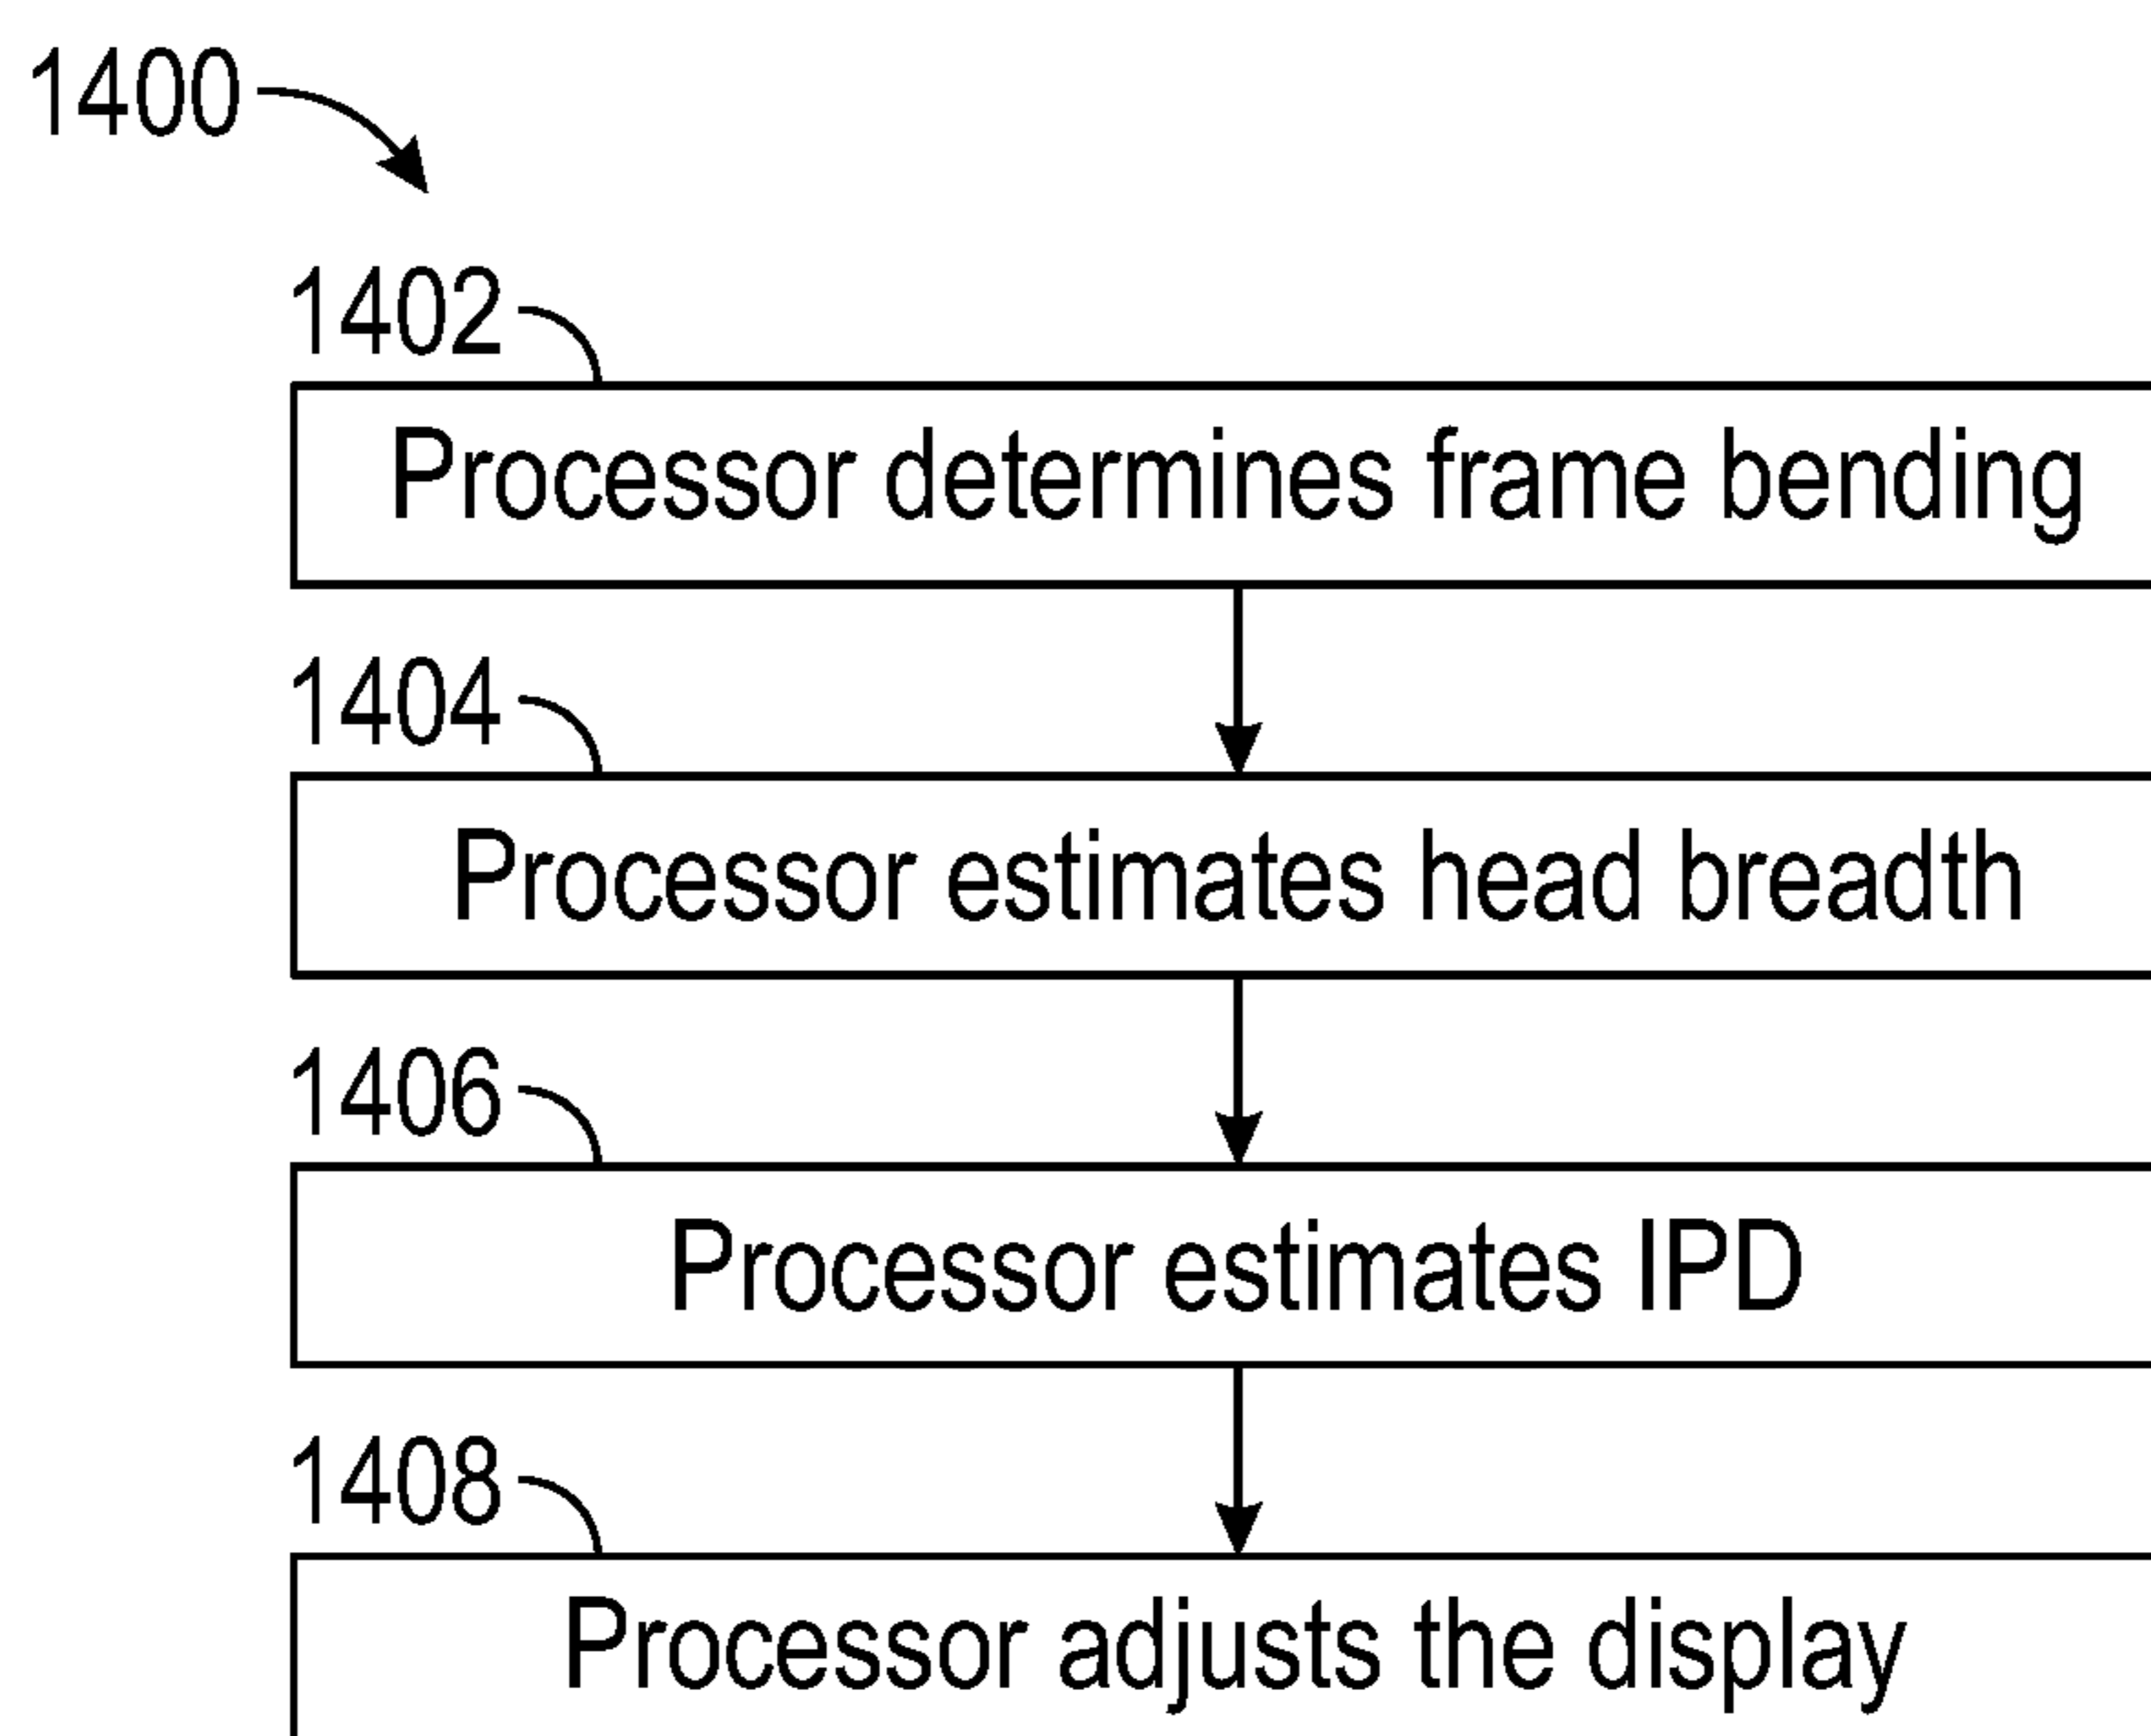 1400
1402
Processor determines frame bending
1404
Processor estimates head breadth
1406
Processor estimates IPD
1408
Processor adjusts the display